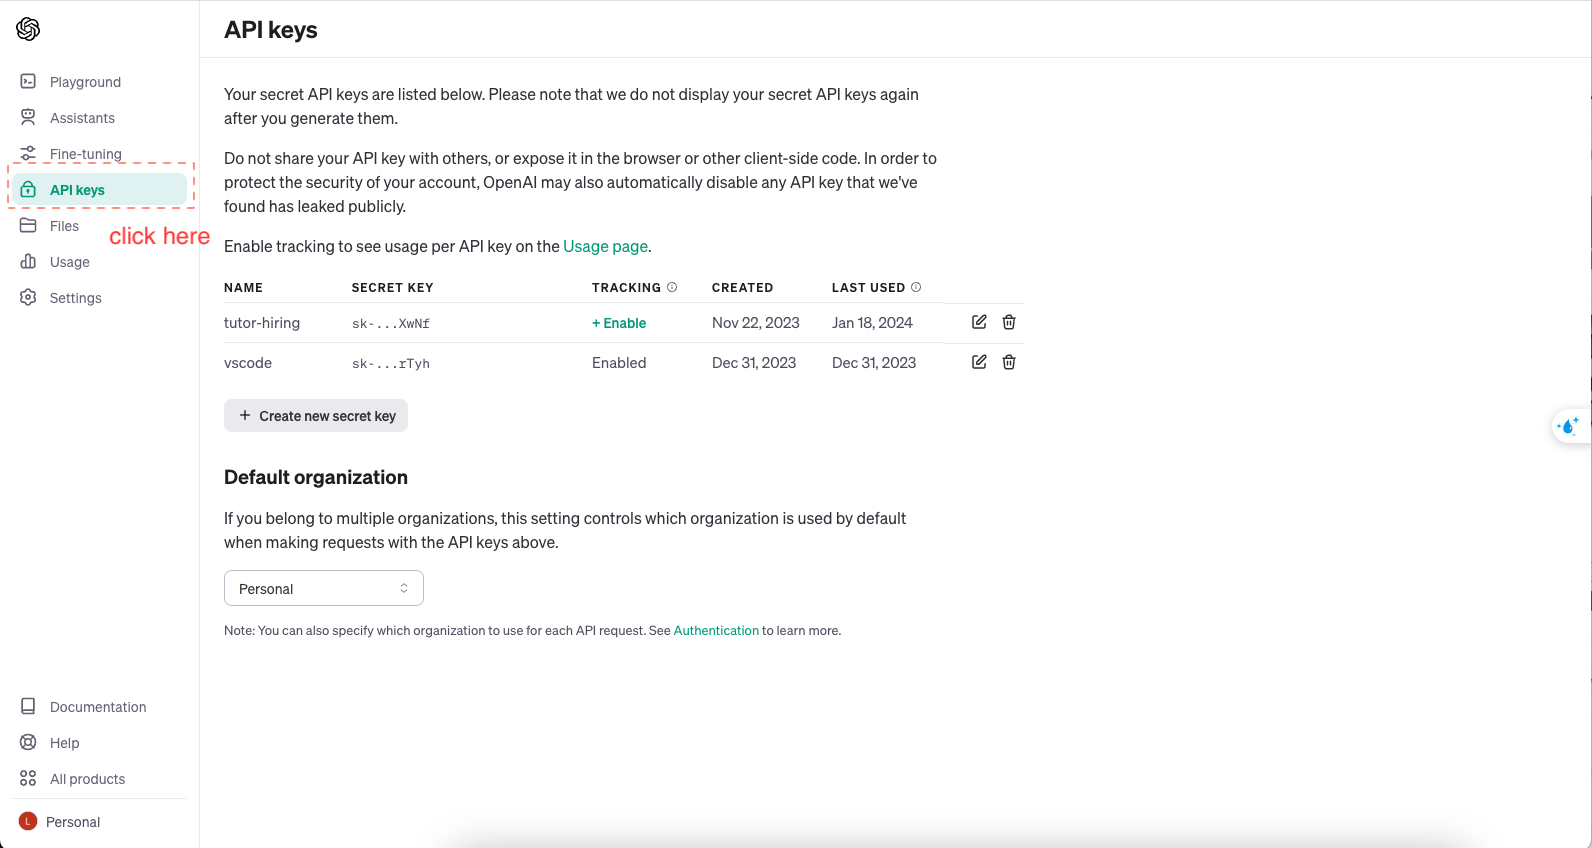 API keys
Playground
Assistants
Fine-tuning
API keys
Files
click here
Usage
Settings
Your secret API keys are listed below. Please note that we do not display your secret API keys again
after you generate them.
Do not share your API key with others, or expose it in the browser or other client-side code. In order to
protect the security of your account, OpenAI may also automatically disable any API key that we've
found has leaked publicly.
Enable tracking to see usage per API key on the Usage page.
NAME SECRET KEY TRACKING CREATED LAST USED
tutor-hiring sk-...XwNf + Enable Nov 22, 2023 Jan 18, 2024
vscode sk-...rTyh Enabled Dec 31, 2023 Dec 31, 2023
+ Create new secret key
Default organization
If you belong to multiple organizations, this setting controls which organization is used by default
when making requests with the API keys above.
Personal
Note: You can also specify which organization to use for each API request. See Authentication to learn more.
Documentation
Help
All products
L Personal